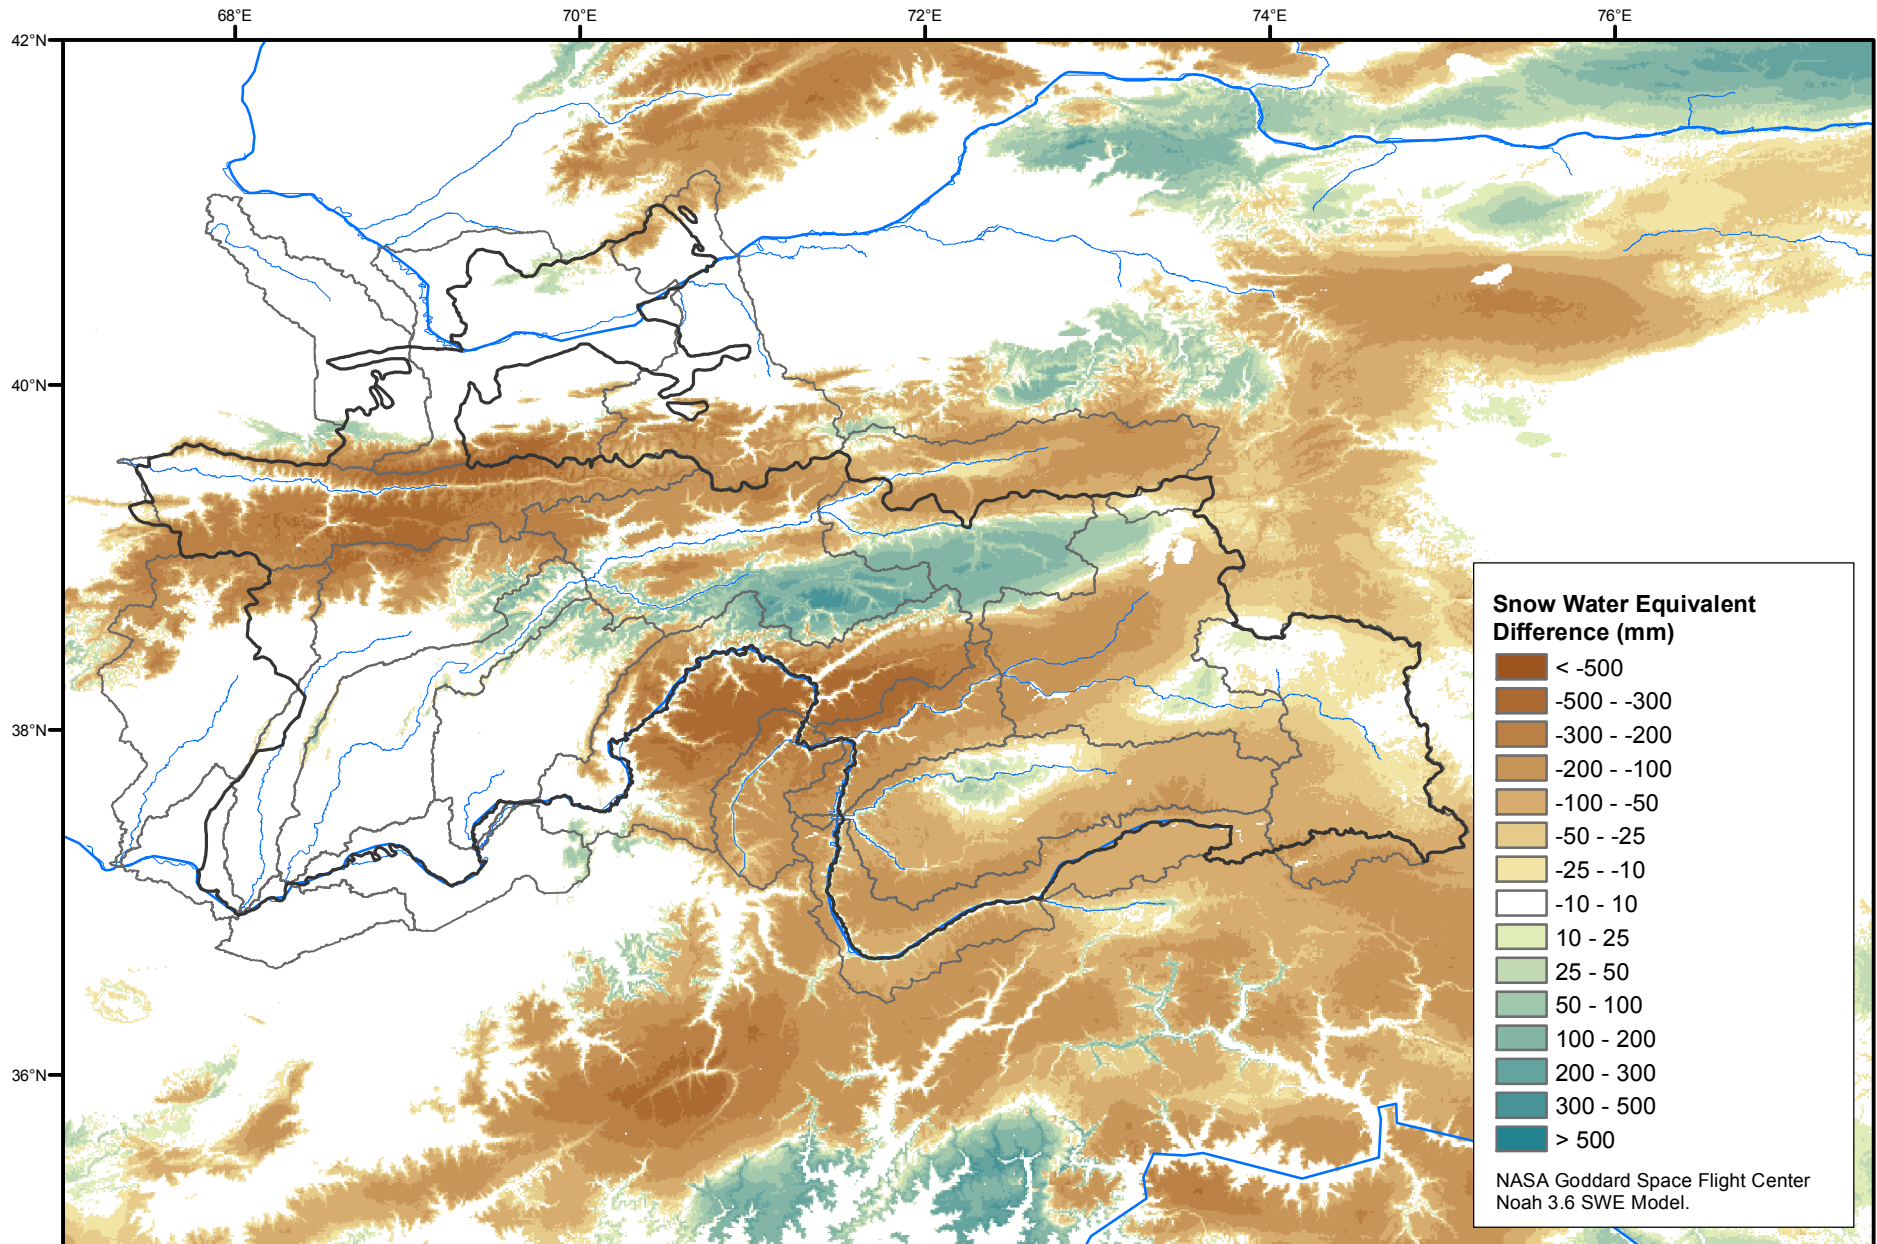 68°E
70°E
72°E
74°E
76°E
42°N
40°N
38°N
36°N
Snow Water Equivalent
Difference (mm)
< -500
-500 - -300
-300 - -200
-200 - -100
-100 - -50
-50 - -25
-25 - -10
-10 - 10
10 - 25
25 - 50
50 - 100
100 - 200
200 - 300
300 - 500
> 500
NASA Goddard Space Flight Center
Noah 3.6 SWE Model.